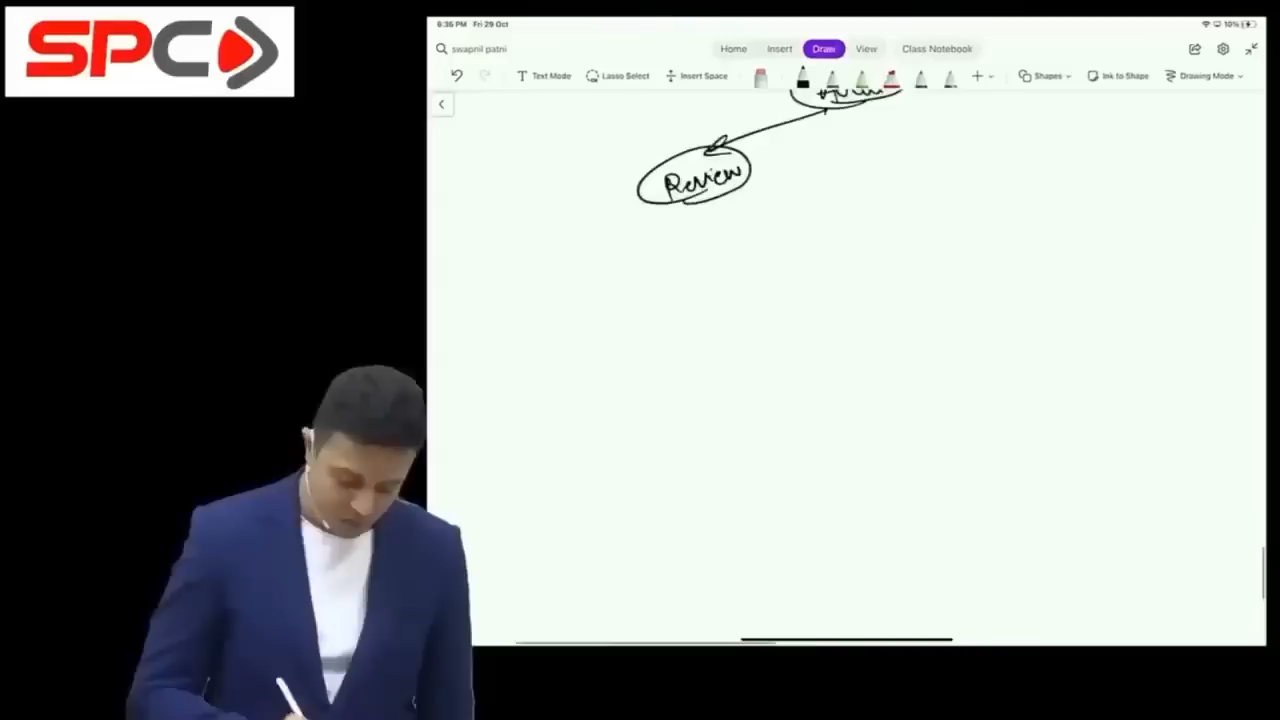 SPC
6:36 PM Fri 29 Oct
10%
swapnil patni
Home Insert Draw View Class Notebook
Text Mode Lasso Select Insert Space Shapes Ink to Shape Drawing Mode
Review